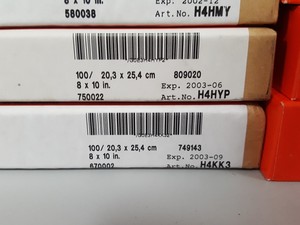 8 x 10 in. Exp. 2002-12
580038 Art.No. H4HMY
100/ 20,3 x 25,4 cm 809020
8 x 10 in. Exp. 2003-06
750022 Art.No. H4HYP
100/ 20,3 x 25,4 cm 749143
8 x 10 in. Exp. 2003-09
670002 Art.No. H4KK3